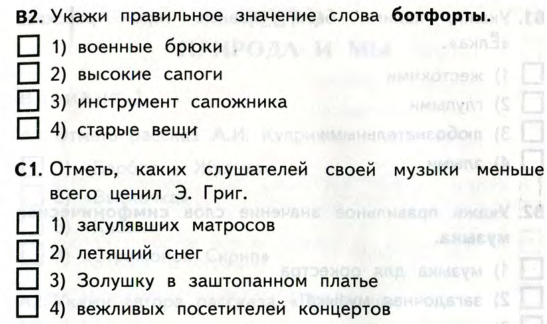 В2. Укажи правильное значение слова ботфорты.
1) военные брюки
2) высокие сапоги
3) инструмент сапожника
4) старые вещи
С1. Отметь, каких слушателей своей музыки меньше
всего ценил Э. Григ.
1) загулявших матросов
2) летящий снег
3) Золушку в заштопанном платье
4) вежливых посетителей концертов